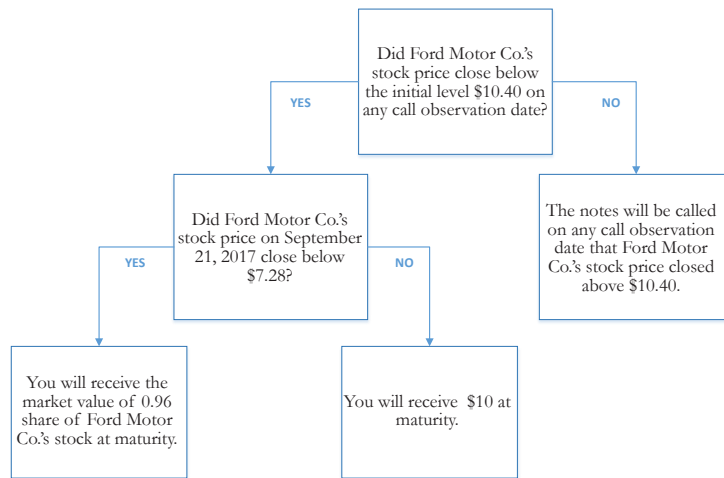 Did Ford Motor Co.'s
stock price close below
the initial level $10.40 on
any call observation date?
YES
NO
Did Ford Motor Co.'s
stock price on September
21, 2017 close below
$7.28?
The notes will be called
on any call observation
date that Ford Motor
Co.'s stock price closed
above $10.40.
YES
NO
You will receive the
market value of 0.96
share of Ford Motor
Co.'s stock at maturity.
You will receive $10 at
maturity.